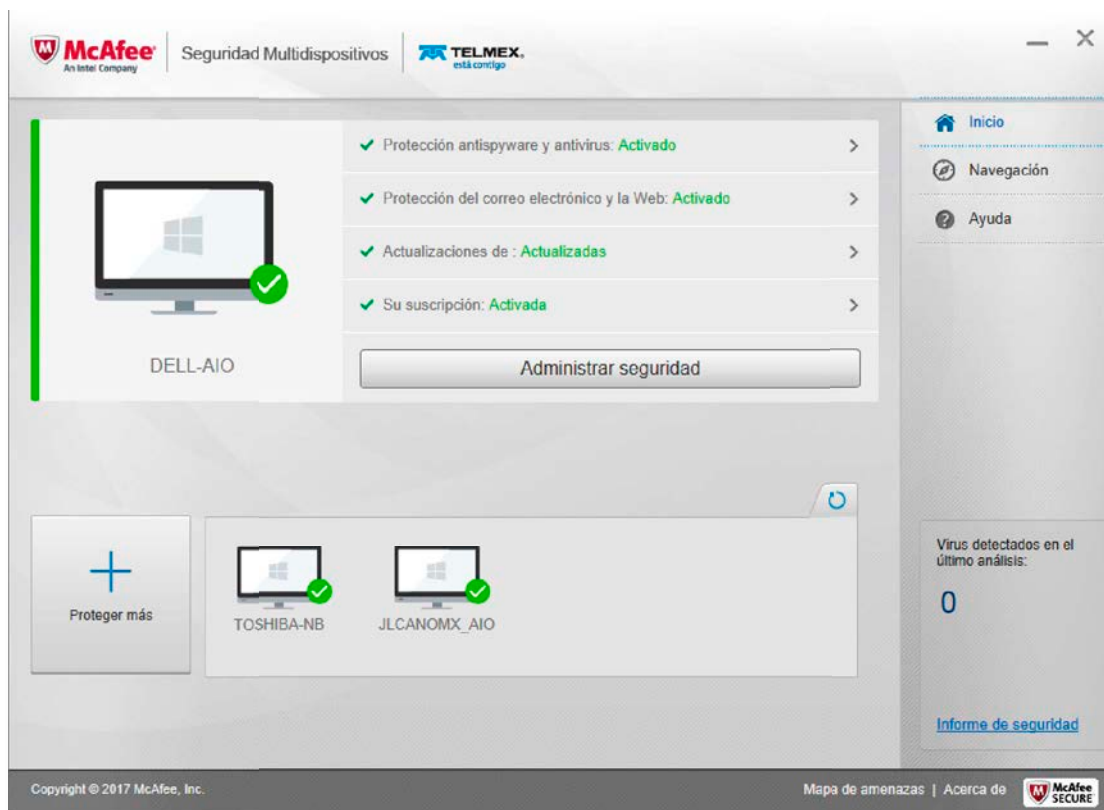 McAfee
An Intel Company
Seguridad Multidispositivos
TELMEX.
está contigo
Protección antispyware y antivirus: Activado
Protección del correo electrónico y la Web: Activado
Actualizaciones de : Actualizadas
Su suscripción: Activada
DELL-AIO
Administrar seguridad
Inicio
Navegación
Ayuda
Proteger más
TOSHIBA-NB
JLCANOMX_AIO
Virus detectados en el
último análisis:
0
Informe de seguridad
Copyright © 2017 McAfee, Inc.
Mapa de amenazas | Acerca de
McAfee
SECURE